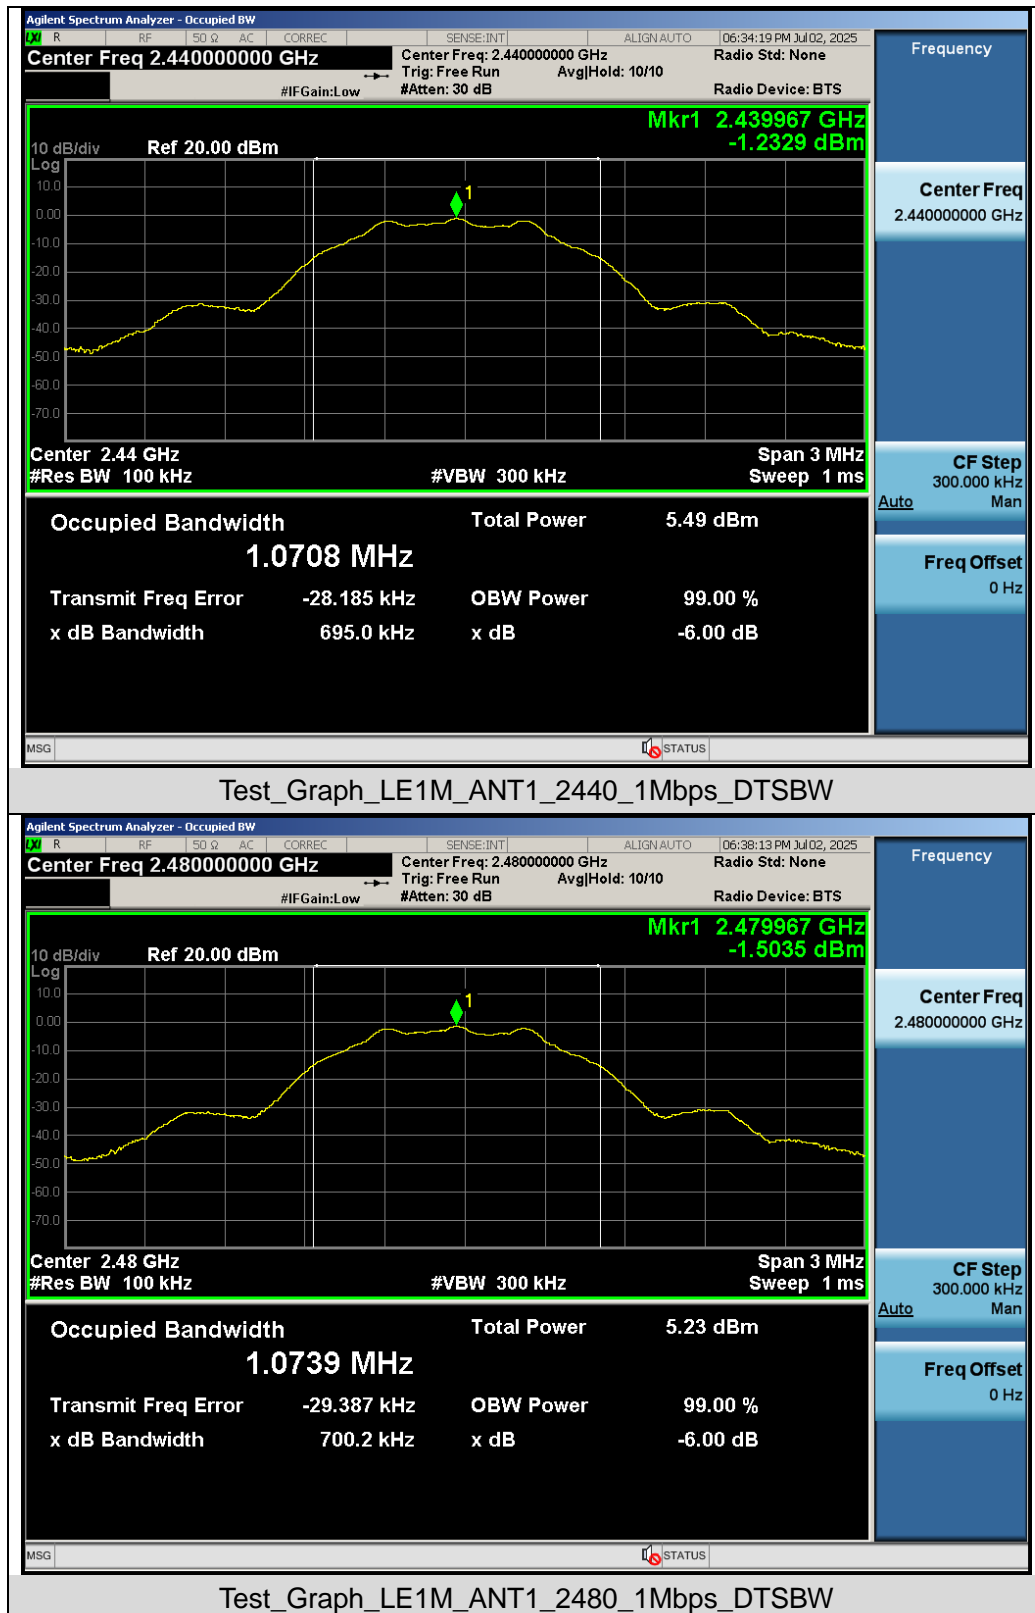 Agilent Spectrum Analyzer - Occupied BW
LXI R RF 50 Ω AC CORREC SENSE:INT ALIGN AUTO 06:34:19 PM Jul 02, 2025
Center Freq 2.440000000 GHz
Center Freq: 2.440000000 GHz Radio Std: None
Trig: Free Run Avg|Hold: 10/10
#IFGain:Low #Atten: 30 dB Radio Device: BTS
Frequency
Mkr1 2.439967 GHz
-1.2329 dBm
10 dB/div Ref 20.00 dBm
Log
10.0
0.00
-10.0
-20.0
-30.0
-40.0
-50.0
-60.0
-70.0
1
Center Freq
2.440000000 GHz
Center 2.44 GHz Span 3 MHz
#Res BW 100 kHz #VBW 300 kHz Sweep 1 ms
CF Step
300.000 kHz
Auto Man
Occupied Bandwidth Total Power 5.49 dBm
1.0708 MHz
Transmit Freq Error -28.185 kHz OBW Power 99.00 %
x dB Bandwidth 695.0 kHz x dB -6.00 dB
Freq Offset
0 Hz
MSG STATUS
Test_Graph_LE1M_ANT1_2440_1Mbps_DTSBW
Agilent Spectrum Analyzer - Occupied BW
LXI R RF 50 Ω AC CORREC SENSE:INT ALIGN AUTO 06:38:13 PM Jul 02, 2025
Center Freq 2.480000000 GHz
Center Freq: 2.480000000 GHz Radio Std: None
Trig: Free Run Avg|Hold: 10/10
#IFGain:Low #Atten: 30 dB Radio Device: BTS
Frequency
Mkr1 2.479967 GHz
-1.5035 dBm
10 dB/div Ref 20.00 dBm
Log
10.0
0.00
-10.0
-20.0
-30.0
-40.0
-50.0
-60.0
-70.0
1
Center Freq
2.480000000 GHz
Center 2.48 GHz Span 3 MHz
#Res BW 100 kHz #VBW 300 kHz Sweep 1 ms
CF Step
300.000 kHz
Auto Man
Occupied Bandwidth Total Power 5.23 dBm
1.0739 MHz
Transmit Freq Error -29.387 kHz OBW Power 99.00 %
x dB Bandwidth 700.2 kHz x dB -6.00 dB
Freq Offset
0 Hz
MSG STATUS
Test_Graph_LE1M_ANT1_2480_1Mbps_DTSBW